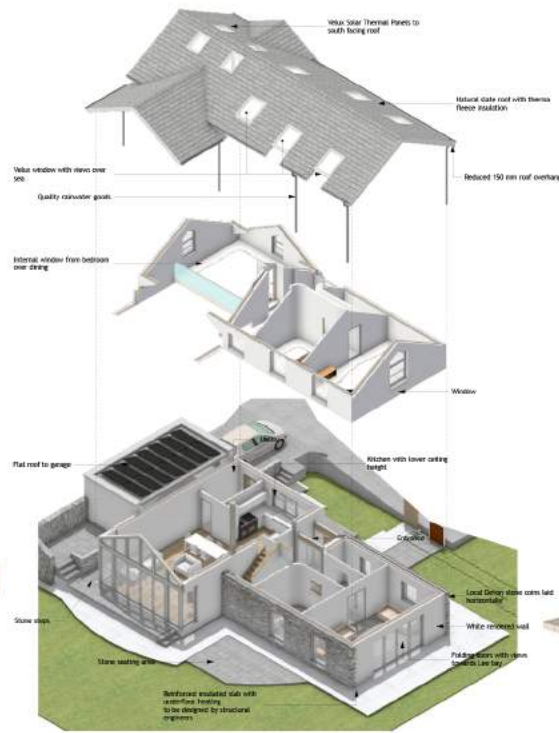 Velux Solar Thermal Panels to
south facing roof
Natural slate roof with therma
fleece insulation
Velux window with views over
sea
Reduced 150 mm roof overhang
Quality rainwater goods
Internal window from bedroom
over dining
Window
Utility
Flat roof to garage
Kitchen with lower ceiling
height
Entrance
Local Devon stone coins laid
horizontally
Stone steps
White rendered wall
Stone seating area
Folding doors with views
towards Lee bay
Reinforced insulated slab with
underfloor heating
to be designed by structural
engineers